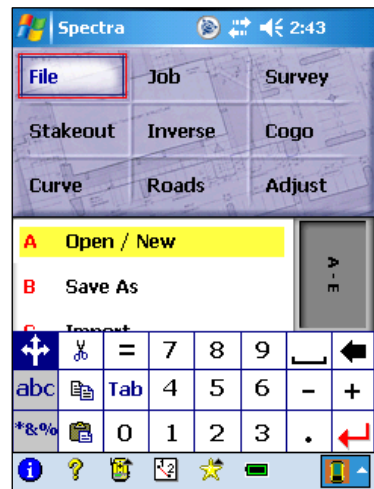 Spectra 2:43
File Job Survey
Stakeout Inverse Cogo
Curve Roads Adjust
A Open / New
B Save As
A - E
C Import
= 7 8 9
abc Tab 4 5 6 - +
*&% 0 1 2 3 .